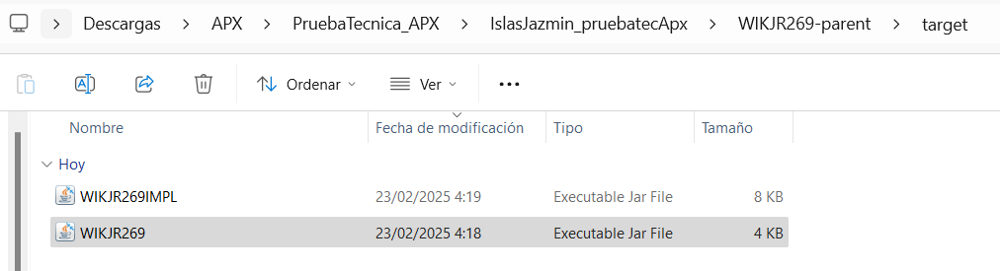 Descargas > APX > PruebaTecnica_APX > IslasJazmin_pruebatecApx > WIKJR269-parent > target
Ordenar Ver ...
Nombre Fecha de modificación Tipo Tamaño
Hoy
WIKJR269IMPL 23/02/2025 4:19 Executable Jar File 8 KB
WIKJR269 23/02/2025 4:18 Executable Jar File 4 KB